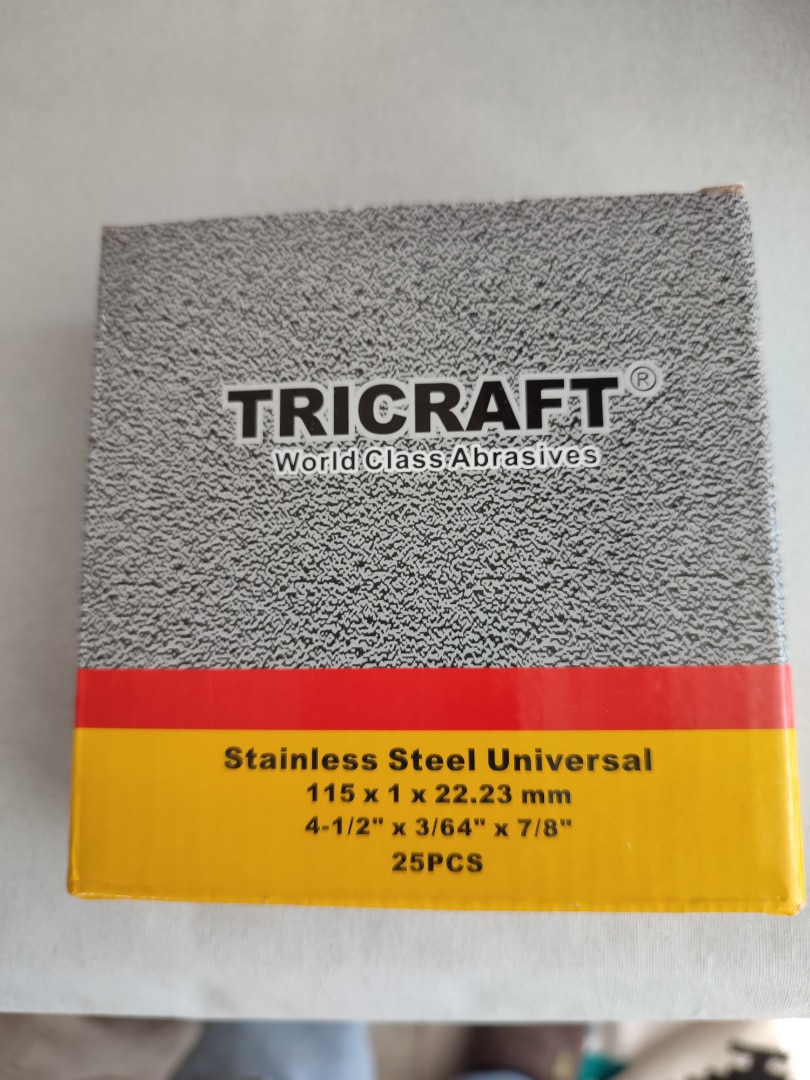 TRICRAFT®
World Class Abrasives
Stainless Steel Universal
115 x 1 x 22.23 mm
4-1/2" x 3/64" x 7/8"
25PCS